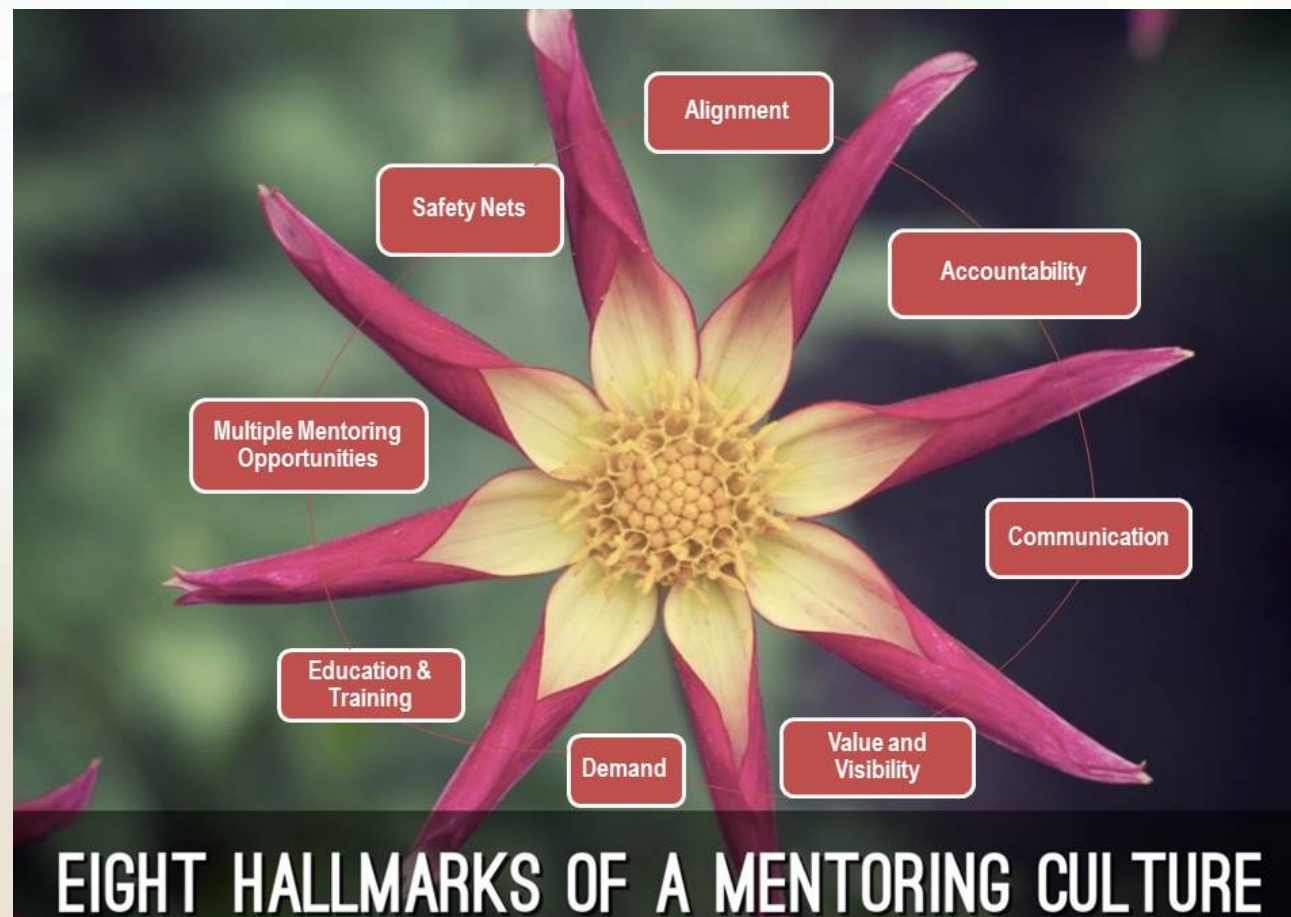 Alignment
Accountability
Communication
Value and
Visibility
Demand
Education &
Training
Multiple Mentoring
Opportunities
Safety Nets
EIGHT HALLMARKS OF A MENTORING CULTURE